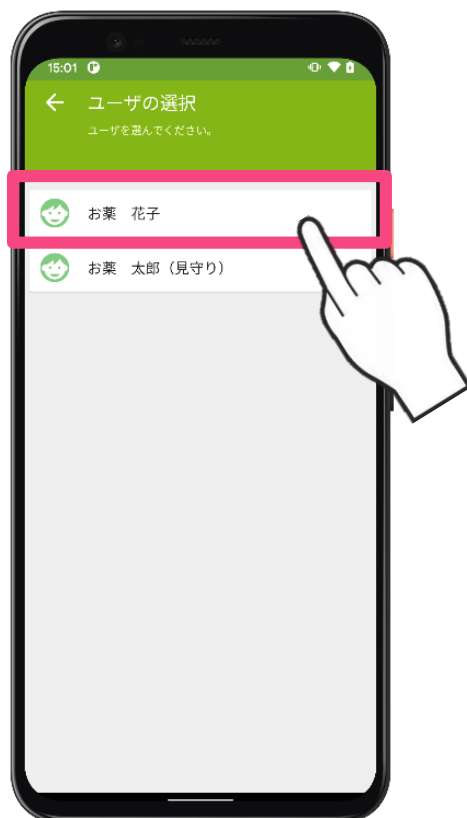 15:01
ユーザの選択
ユーザを選んでください。
お薬　花子
お薬　太郎（見守り）